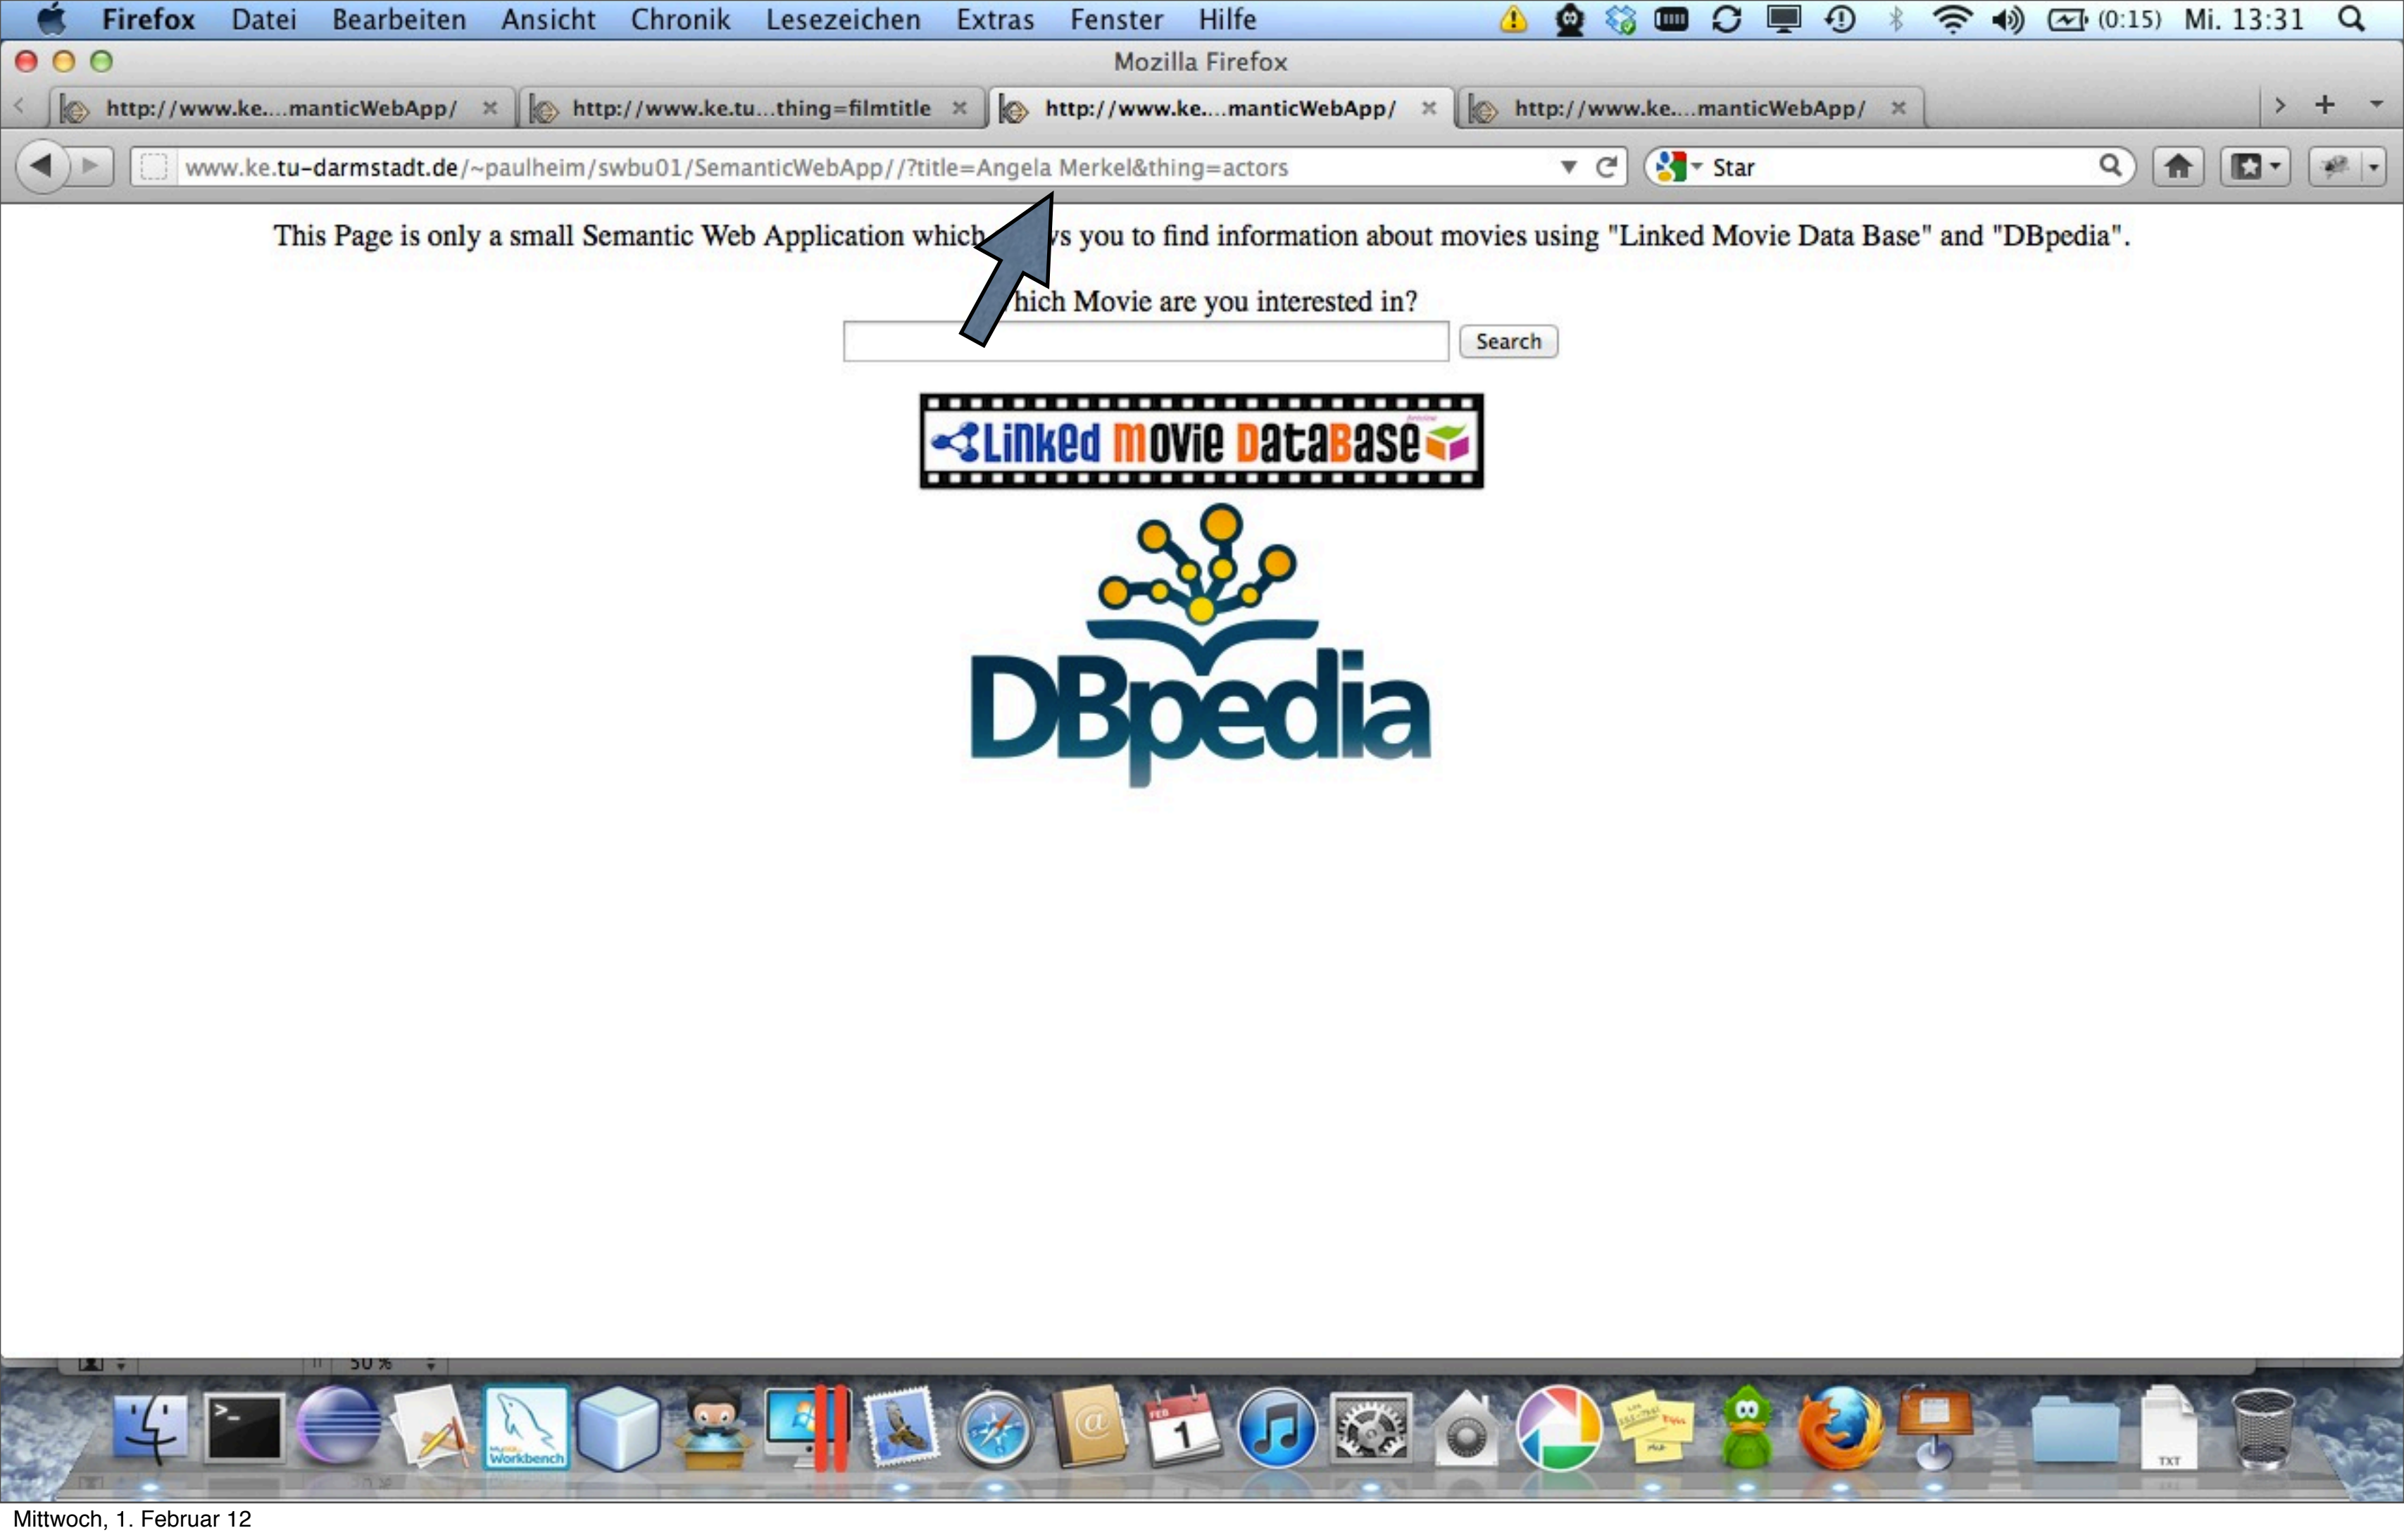 Firefox Datei Bearbeiten Ansicht Chronik Lesezeichen Extras Fenster Hilfe (0:15) Mi. 13:31
Mozilla Firefox
http://www.ke....manticWebApp/ http://www.ke.tu...thing=filmtitle http://www.ke....manticWebApp/ http://www.ke....manticWebApp/
www.ke.tu-darmstadt.de/~paulheim/swbu01/SemanticWebApp//?title=Angela Merkel&thing=actors Star
This Page is only a small Semantic Web Application which you to find information about movies using "Linked Movie Data Base" and "DBpedia".
hich Movie are you interested in?
Search
LinKed mOVie DataBase
DBpedia
50 %
MySQL
Workbench
FEB
1
TXT
Mittwoch, 1. Februar 12